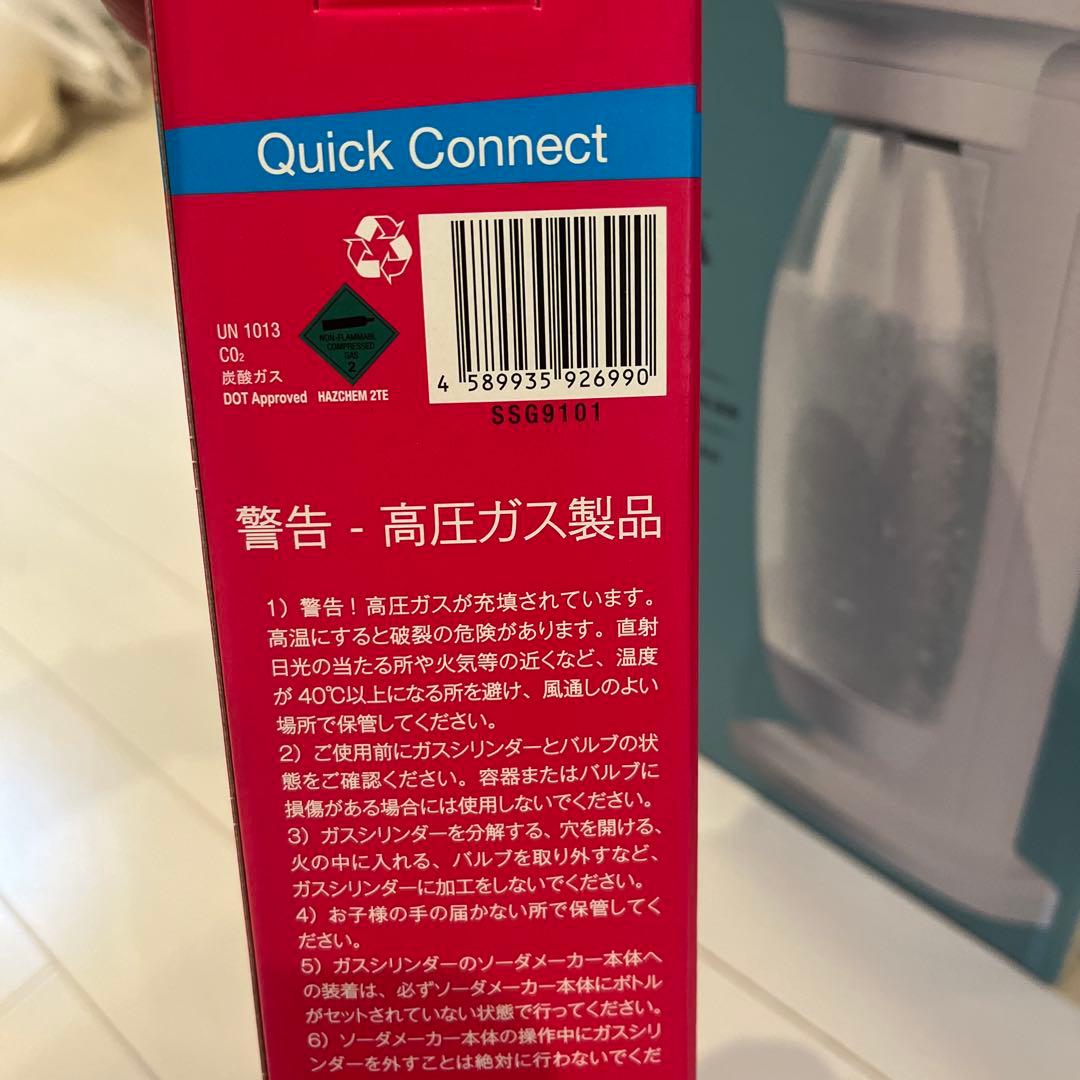 Quick Connect
UN 1013
CO₂
炭酸ガス
DOT Approved
NON-FLAMMABL
COMPRESSED
GAS
2
HAZCHEM 2TE
4 589935 926990
SSG9101
警告 - 高圧ガス製品
1）警告！高圧ガスが充填されています。
高温にすると破裂の危険があります。直射
日光の当たる所や火気等の近くなど、温度
が 40℃以上になる所を避け、風通しのよい
場所で保管してください。
2）ご使用前にガスシリンダーとバルブの状
態をご確認ください。容器またはバルブに
損傷がある場合には使用しないでください。
3）ガスシリンダーを分解する、穴を開ける、
火の中に入れる、バルブを取り外すなど、
ガスシリンダーに加工をしないでください。
4）お子様の手の届かない所で保管してく
ださい。
5）ガスシリンダーのソーダメーカー本体へ
の装着は、必ずソーダメーカー本体にボトル
がセットされていない状態で行ってください。
6）ソーダメーカー本体の操作中にガスシリ
ンダーを外すことは絶対に行わないでくだ